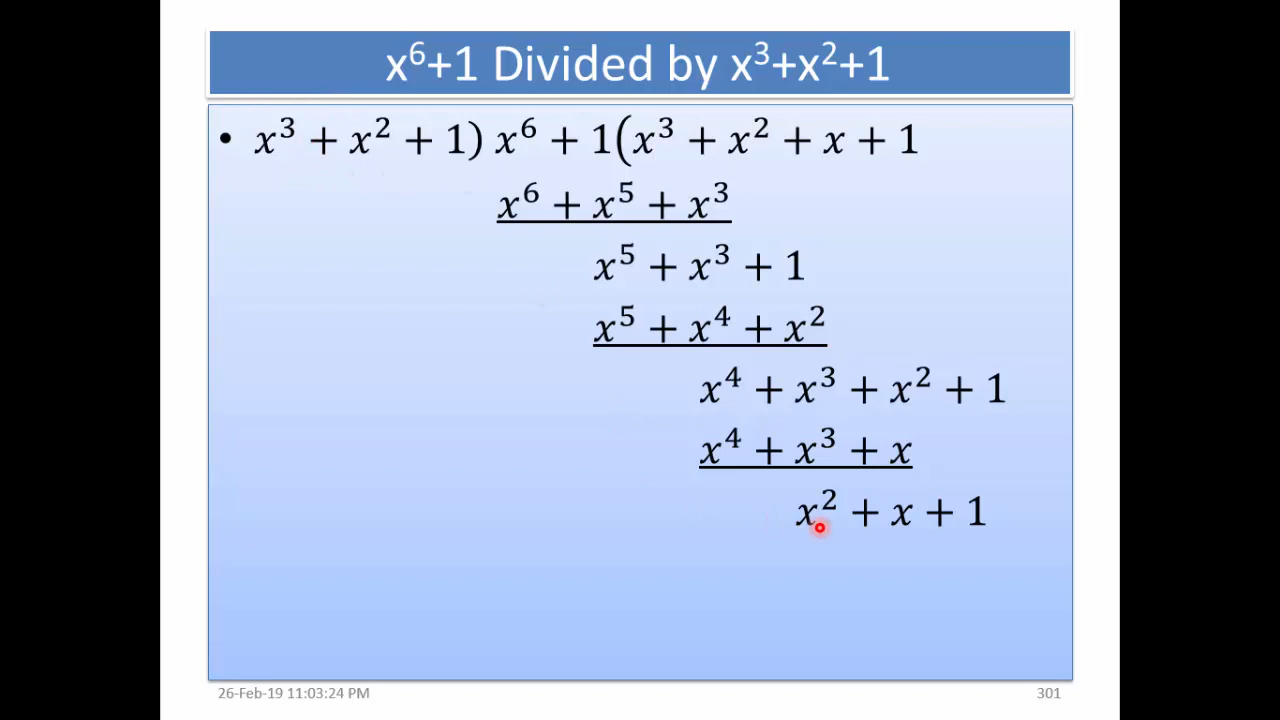 x⁶+1 Divided by x³+x²+1
• x³ + x² + 1) x⁶ + 1(x³ + x² + x + 1
x⁶ + x⁵ + x³
x⁵ + x³ + 1
x⁵ + x⁴ + x²
x⁴ + x³ + x² + 1
x⁴ + x³ + x
x² + x + 1
26-Feb-19 11:03:24 PM
301